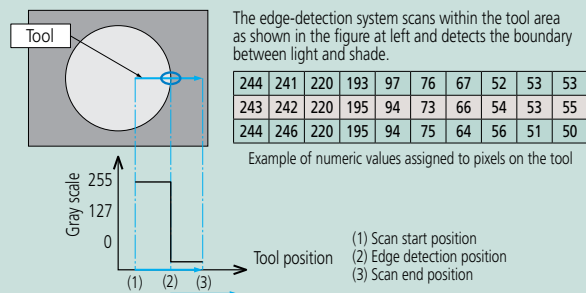 Tool
The edge-detection system scans within the tool area
as shown in the figure at left and detects the boundary
between light and shade.
244 241 220 193 97 76 67 52 53 53
243 242 220 195 94 73 66 54 53 55
244 246 220 195 94 75 64 56 51 50
Example of numeric values assigned to pixels on the tool
Gray scale
255
127
0
Tool position
(1) (2) (3)
(1) Scan start position
(2) Edge detection position
(3) Scan end position